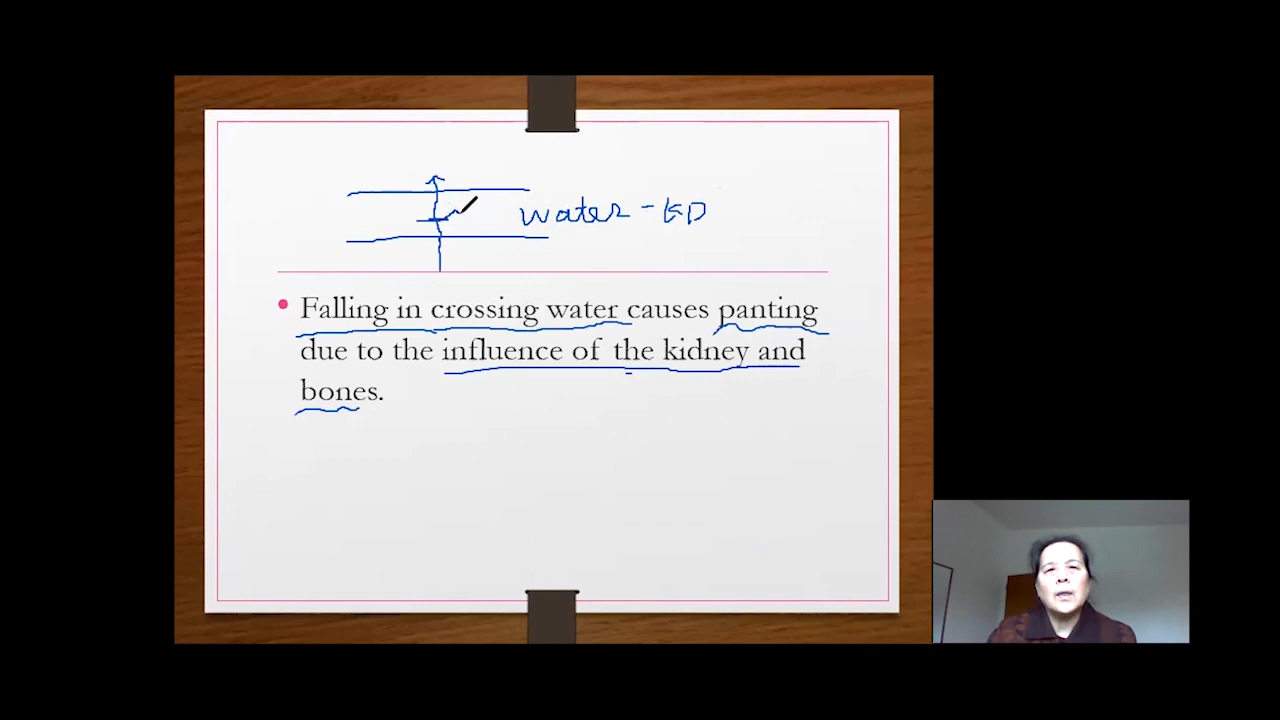 water - KD
• Falling in crossing water causes panting
due to the influence of the kidney and
bones.